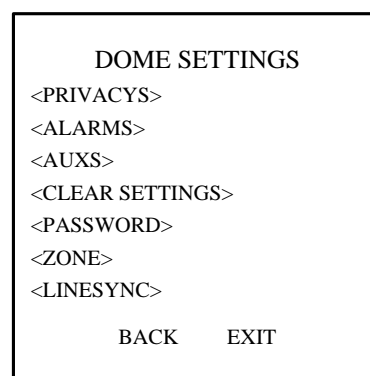 DOME SETTINGS
<PRIVACYS>
<ALARMS>
<AUXS>
<CLEAR SETTINGS>
<PASSWORD>
<ZONE>
<LINESYNC>
BACK EXIT